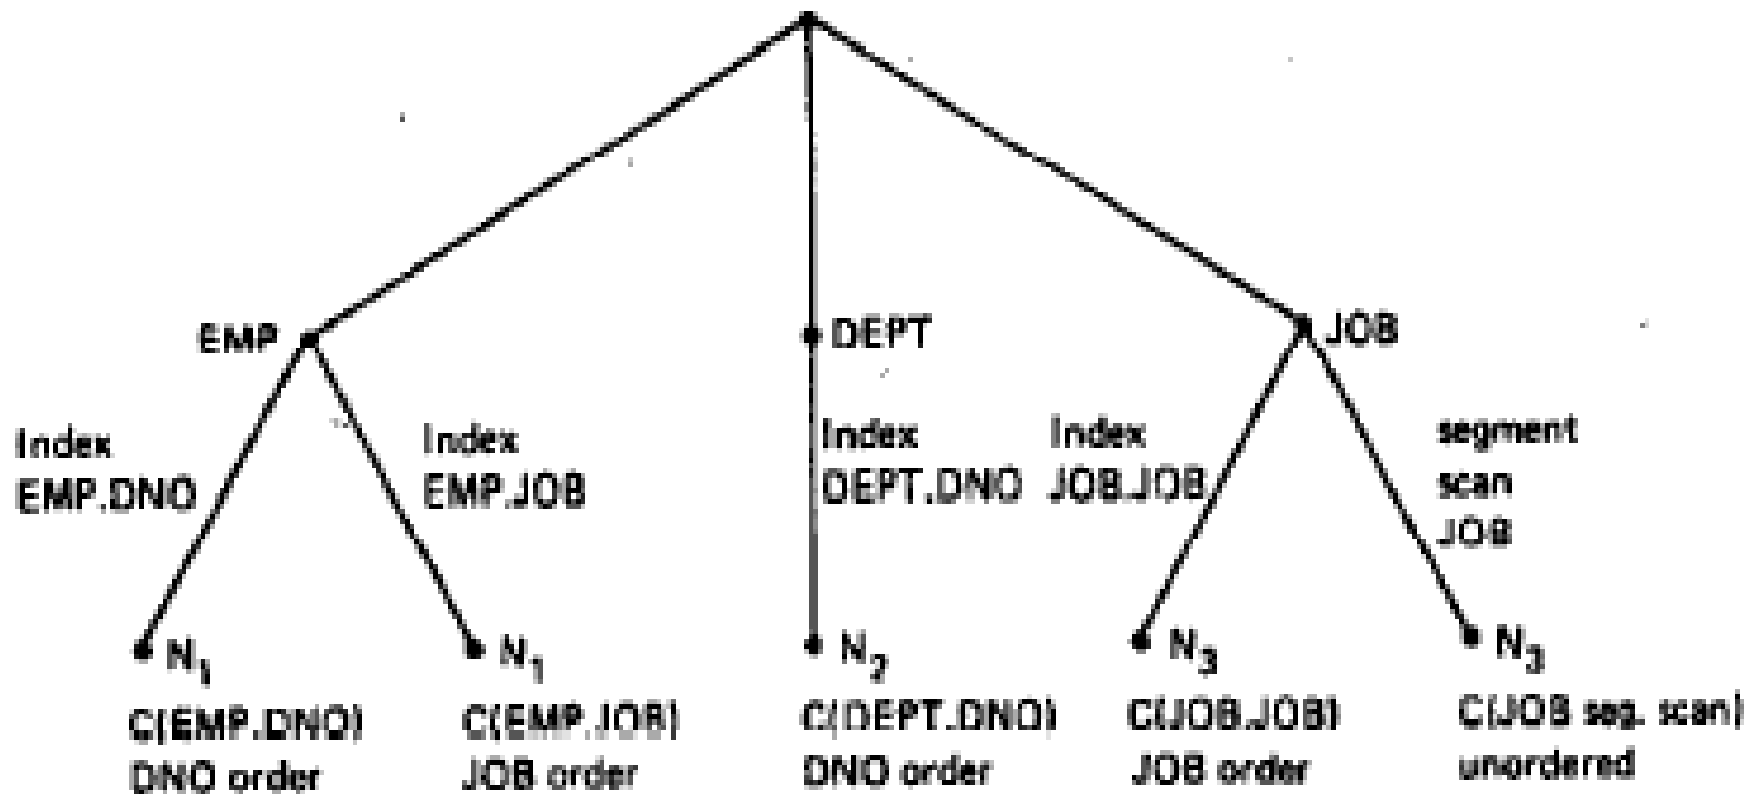 EMP
DEPT
JOB
Index
EMP.DNO
Index
EMP.JOB
Index
DEPT.DNO
Index
JOB.JOB
segment
scan
JOB
N1
C(EMP.DNO)
DNO order
N1
C(EMP.JOB)
JOB order
N2
C(DEPT.DNO)
DNO order
N3
C(JOB.JOB)
JOB order
N3
C(JOB seg. scan)
unordered